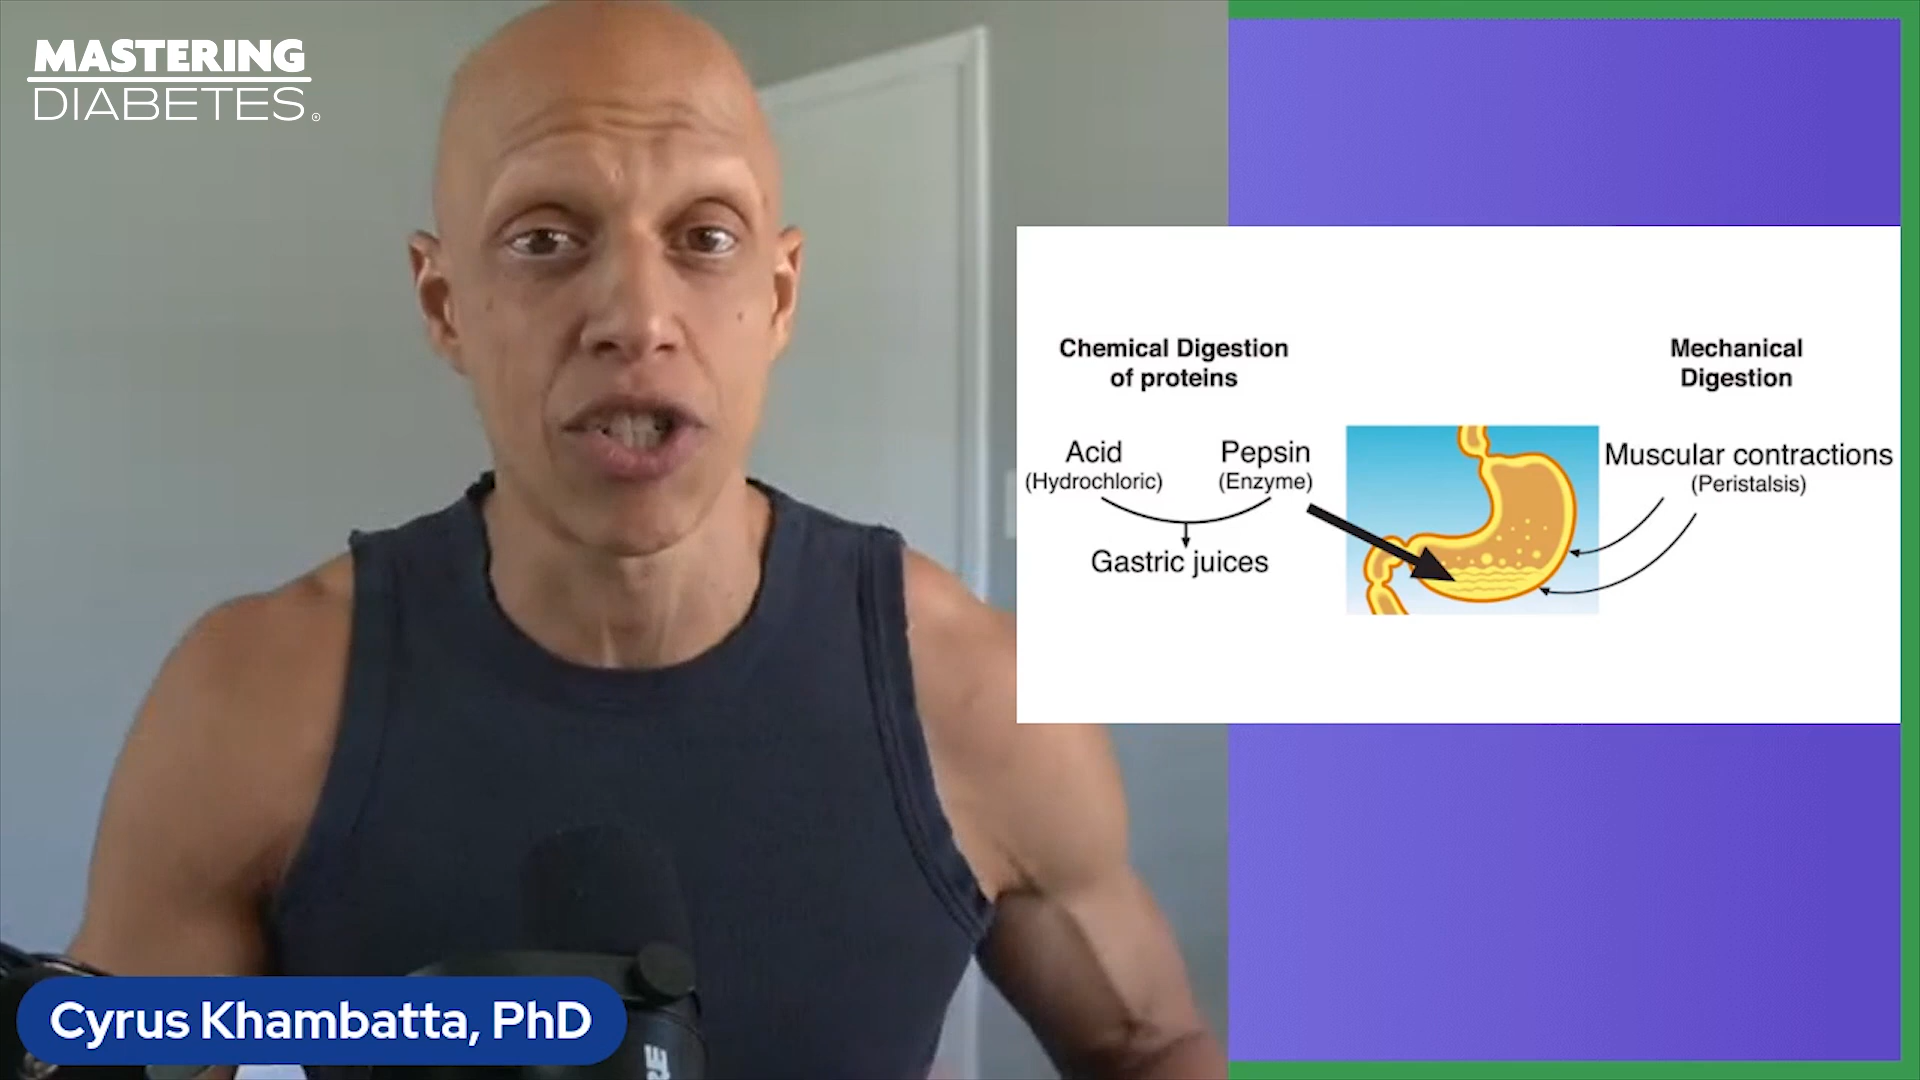 MASTERING
DIABETES®
Chemical Digestion
of proteins
Mechanical
Digestion
Acid
(Hydrochloric)
Pepsin
(Enzyme)
Muscular contractions
(Peristalsis)
Gastric juices
Cyrus Khambatta, PhD